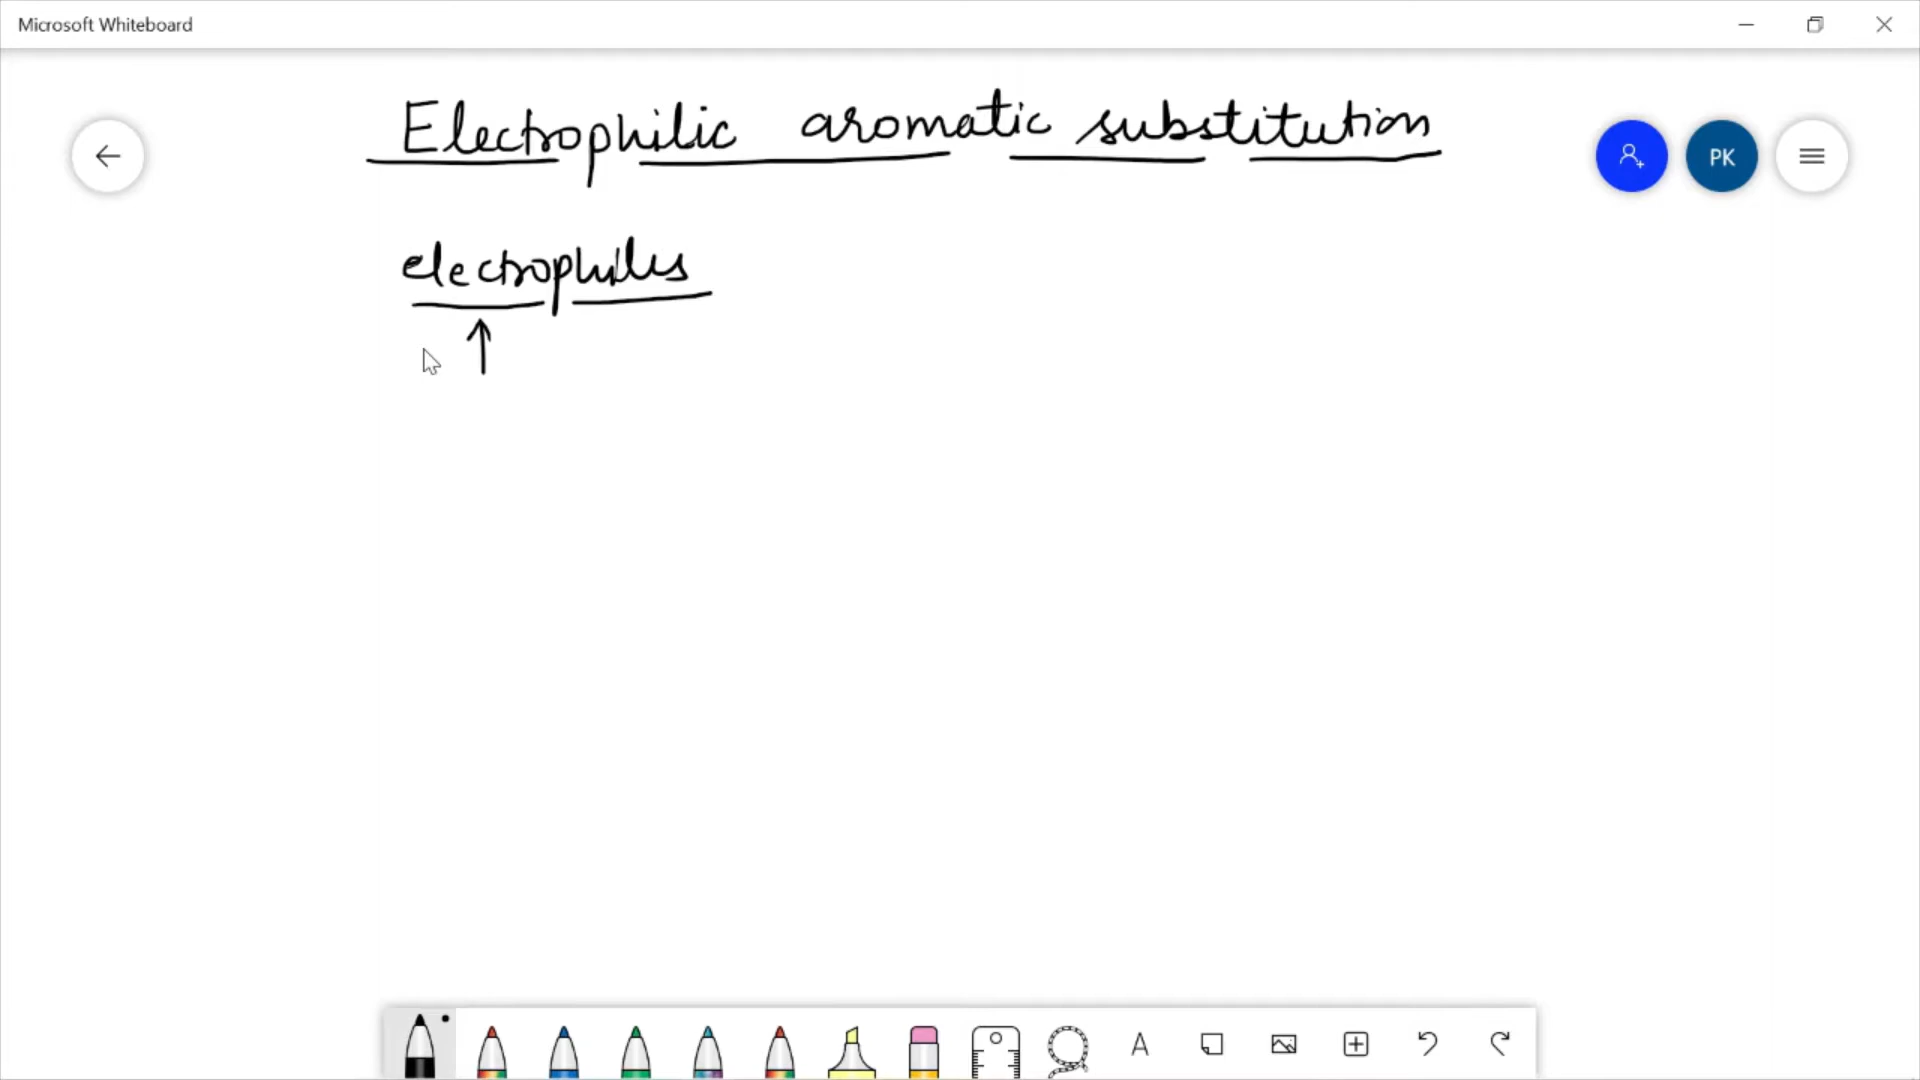 Microsoft Whiteboard
Electrophilic aromatic substitution
PK
electrophiles
A